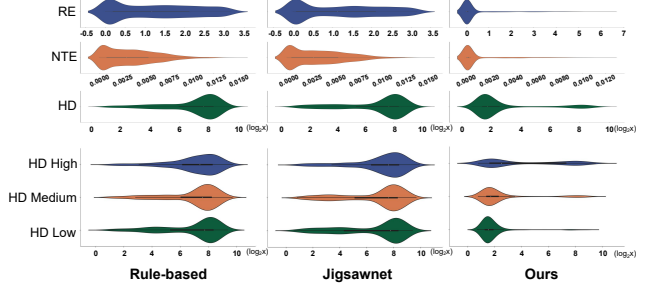 RE
-0.5 0.0 0.5 1.0 1.5 2.0 2.5 3.0 3.5
-0.5 0.0 0.5 1.0 1.5 2.0 2.5 3.0 3.5
0 1 2 3 4 5 6 7
NTE
0.0000 0.0025 0.0050 0.0075 0.0100 0.0125 0.0150
0.0000 0.0025 0.0050 0.0075 0.0100 0.0125 0.0150
0.0000 0.0020 0.0040 0.0060 0.0080 0.0100 0.0120
HD
0 2 4 6 8 10 (log₂x)
0 2 4 6 8 10 (log₂x)
0 2 4 6 8 10 (log₂x)
HD High
HD Medium
HD Low
0 2 4 6 8 10 (log₂x)
0 2 4 6 8 10 (log₂x)
0 2 4 6 8 10 (log₂x)
Rule-based Jigsawnet Ours